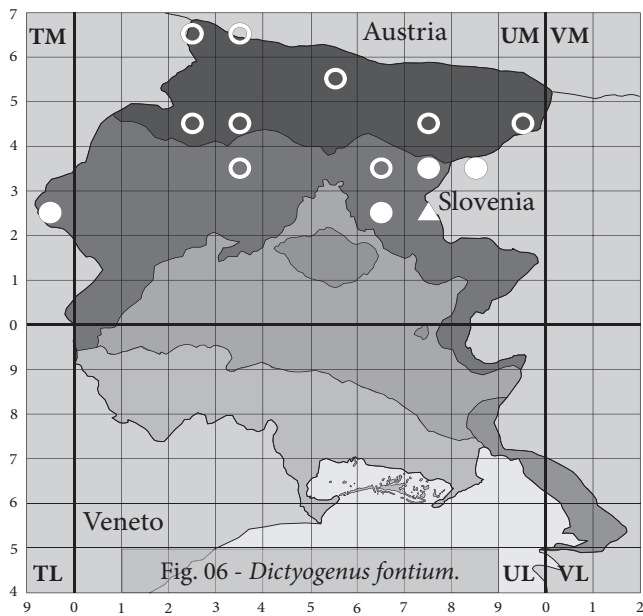 7
TM Austria UM VM
6
5
4
3
Slovenia
2
1
0
9
8
7
6
Veneto
5
TL Fig. 06 - Dictyogenus fontium. UL VL
4
9 0 1 2 3 4 5 6 7 8 9 0 1 2